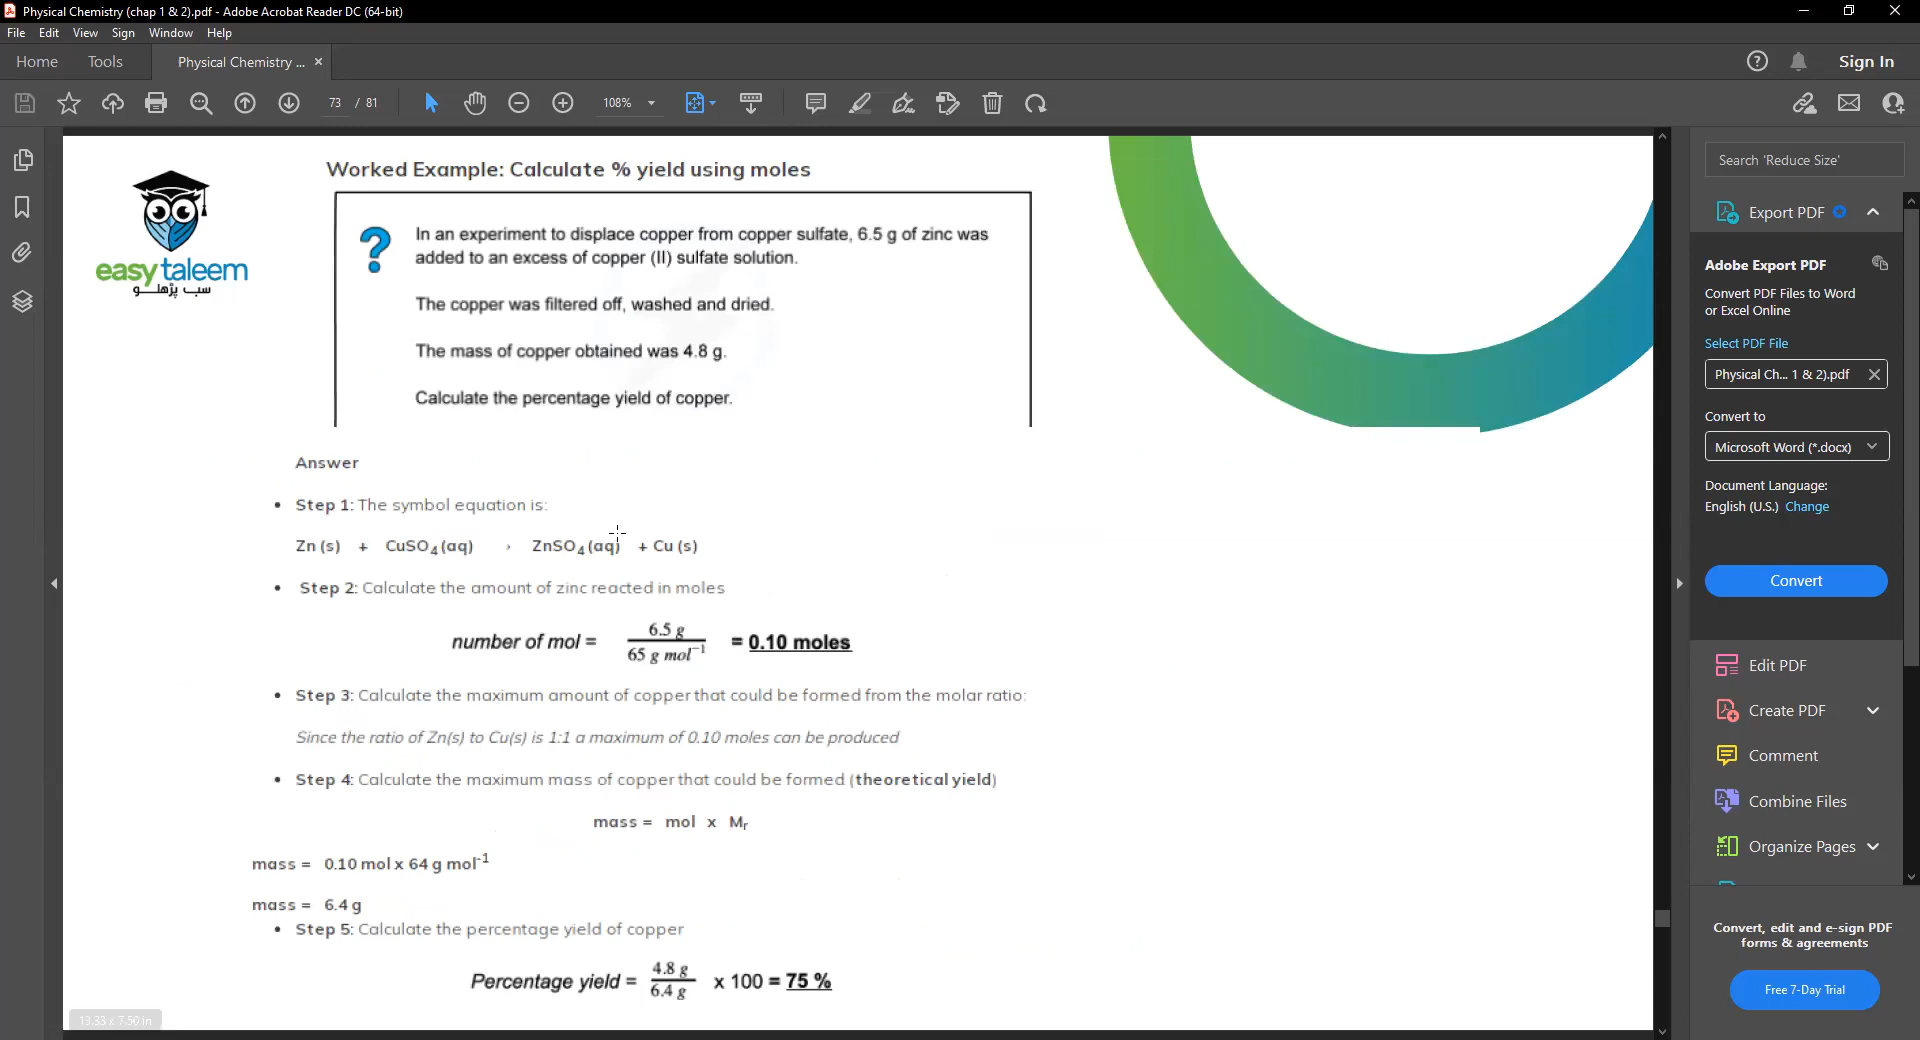 Physical Chemistry (chap 1 & 2).pdf - Adobe Acrobat Reader DC (64-bit)
File Edit View Sign Window Help
Home Tools Physical Chemistry ... × Sign In
73 / 81 108%
easy taleem
سب پڑھلو
Worked Example: Calculate % yield using moles
?
In an experiment to displace copper from copper sulfate, 6.5 g of zinc was
added to an excess of copper (II) sulfate solution.
The copper was filtered off, washed and dried.
The mass of copper obtained was 4.8 g.
Calculate the percentage yield of copper.
Answer
• Step 1: The symbol equation is:
Zn (s) + CuSO₄ (aq) → ZnSO₄ (aq) + Cu (s)
• Step 2: Calculate the amount of zinc reacted in moles
number of mol = 6.5 g / 65 g mol⁻¹ = 0.10 moles
• Step 3: Calculate the maximum amount of copper that could be formed from the molar ratio:
Since the ratio of Zn(s) to Cu(s) is 1:1 a maximum of 0.10 moles can be produced
• Step 4: Calculate the maximum mass of copper that could be formed (theoretical yield)
mass = mol x Mᵣ
mass = 0.10 mol x 64 g mol⁻¹
mass = 6.4 g
• Step 5: Calculate the percentage yield of copper
Percentage yield = 4.8 g / 6.4 g x 100 = 75 %
13.33 x 7.50 in
Search 'Reduce Size'
Export PDF
Adobe Export PDF
Convert PDF Files to Word
or Excel Online
Select PDF File
Physical Ch... 1 & 2).pdf
Convert to
Microsoft Word (*.docx)
Document Language:
English (U.S.) Change
Convert
Edit PDF
Create PDF
Comment
Combine Files
Organize Pages
Convert, edit and e-sign PDF
forms & agreements
Free 7-Day Trial